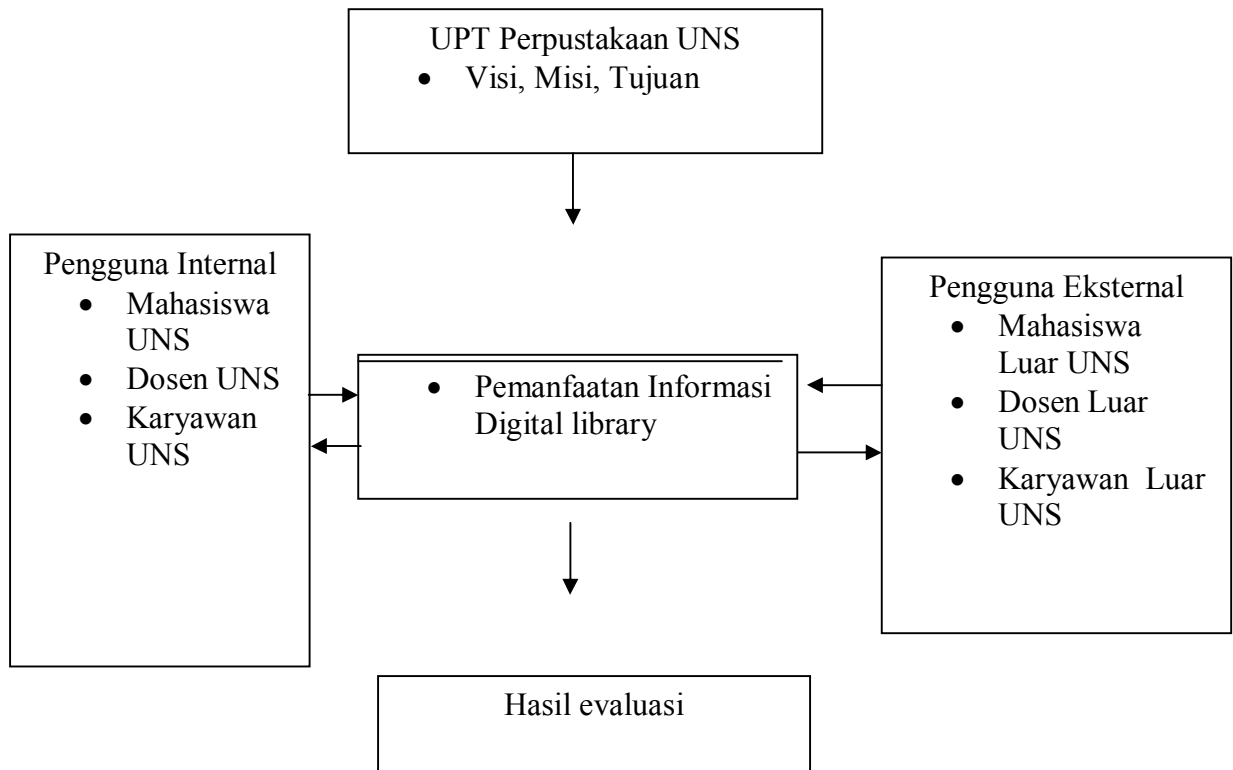 UPT Perpustakaan UNS
• Visi, Misi, Tujuan
Pengguna Internal
• Mahasiswa
UNS
• Dosen UNS
• Karyawan
UNS
• Pemanfaatan Informasi
Digital library
Pengguna Eksternal
• Mahasiswa
Luar UNS
• Dosen Luar
UNS
• Karyawan Luar
UNS
Hasil evaluasi